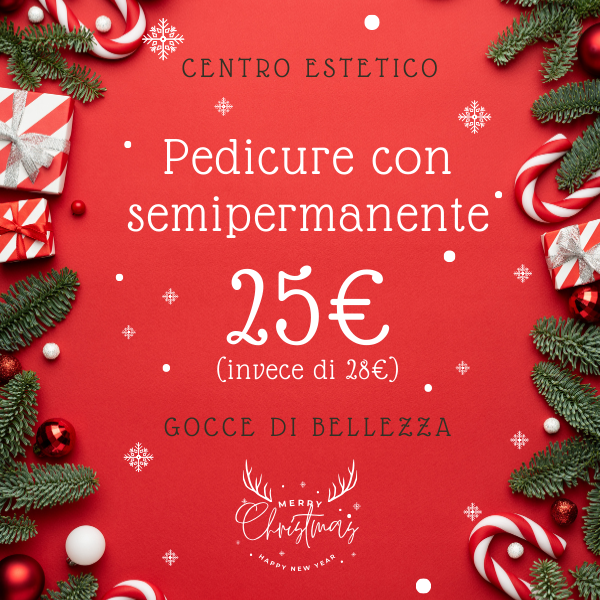 CENTRO ESTETICO
Pedicure con
semipermanente
25€
(invece di 28€)
GOCCE DI BELLEZZA
MERRY
Christmas
HAPPY NEW YEAR